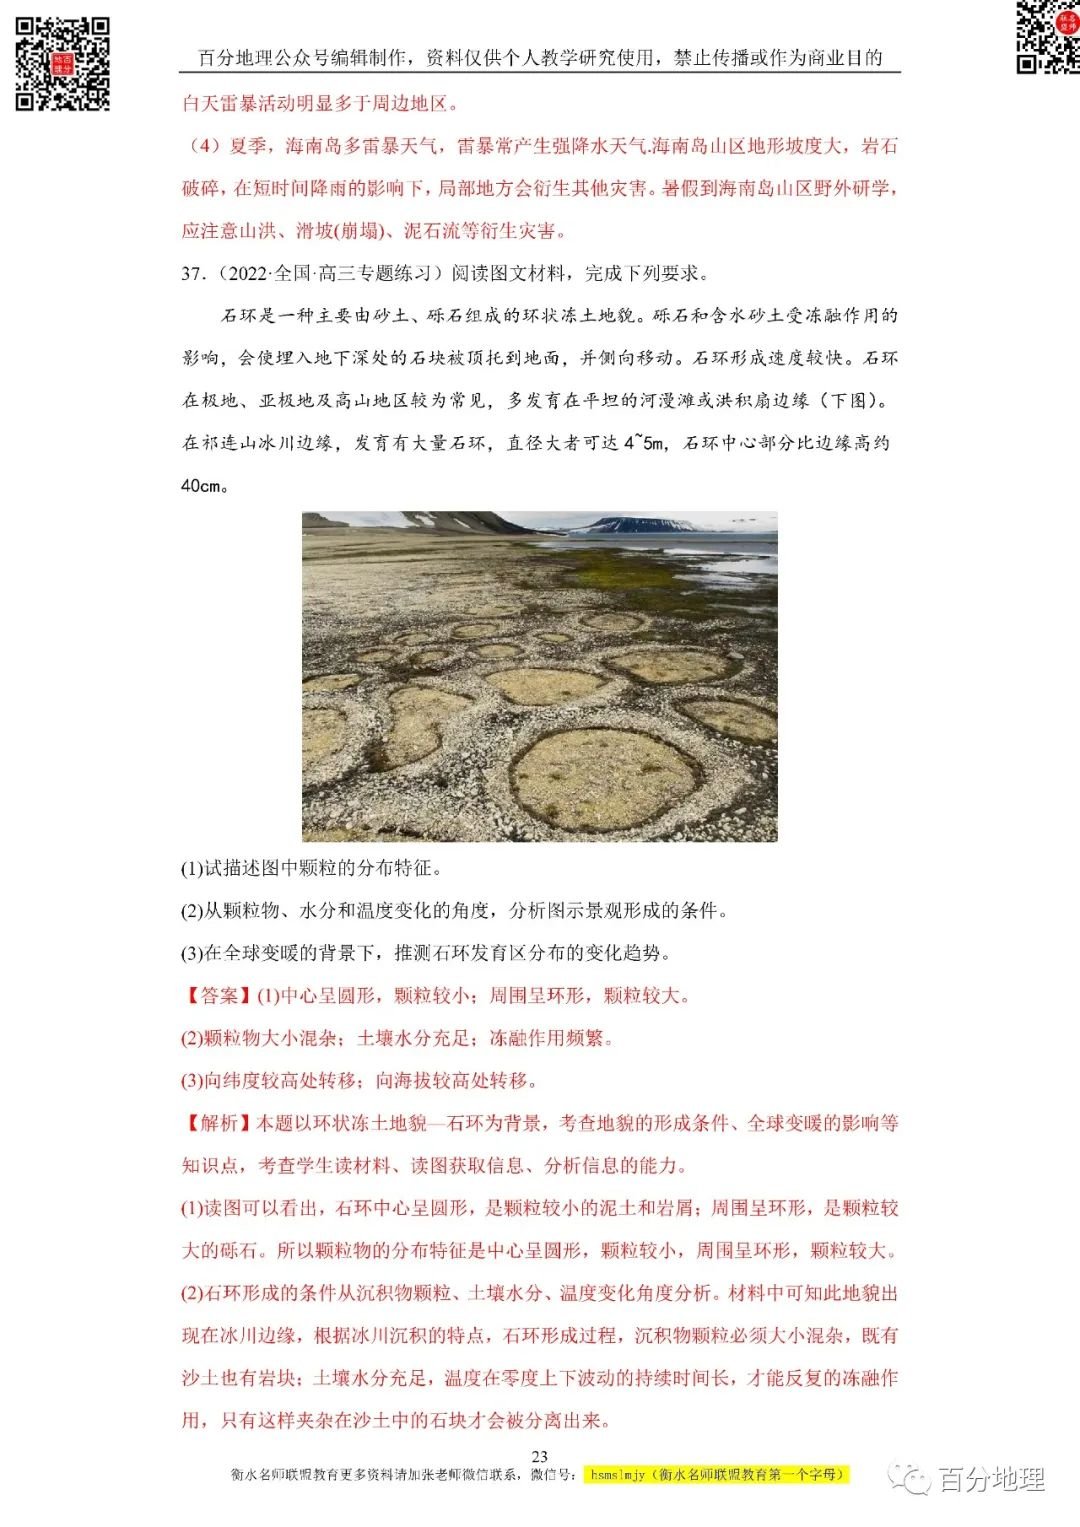 百分地理公众号编辑制作，资料仅供个人教学研究使用，禁止传播或作为商业目的
白天雷暴活动明显多于周边地区。
（4）夏季，海南岛多雷暴天气，雷暴常产生强降水天气.海南岛山区地形坡度大，岩石
破碎，在短时间降雨的影响下，局部地方会衍生其他灾害。暑假到海南岛山区野外研学，
应注意山洪、滑坡(崩塌)、泥石流等衍生灾害。
37.（2022·全国·高三专题练习）阅读图文材料，完成下列要求。
石环是一种主要由砂土、砾石组成的环状冻土地貌。砾石和含水砂土受冻融作用的
影响，会使埋入地下深处的石块被顶托到地面，并侧向移动。石环形成速度较快。石环
在极地、亚极地及高山地区较为常见，多发育在平坦的河漫滩或洪积扇边缘（下图）。
在祁连山冰川边缘，发育有大量石环，直径大者可达 4~5m，石环中心部分比边缘高约
40cm。
(1)试描述图中颗粒的分布特征。
(2)从颗粒物、水分和温度变化的角度，分析图示景观形成的条件。
(3)在全球变暖的背景下，推测石环发育区分布的变化趋势。
【答案】(1)中心呈圆形，颗粒较小；周围呈环形，颗粒较大。
(2)颗粒物大小混杂；土壤水分充足；冻融作用频繁。
(3)向纬度较高处转移；向海拔较高处转移。
【解析】本题以环状冻土地貌—石环为背景，考查地貌的形成条件、全球变暖的影响等
知识点，考查学生读材料、读图获取信息、分析信息的能力。
(1)读图可以看出，石环中心呈圆形，是颗粒较小的泥土和岩屑；周围呈环形，是颗粒较
大的砾石。所以颗粒物的分布特征是中心呈圆形，颗粒较小，周围呈环形，颗粒较大。
(2)石环形成的条件从沉积物颗粒、土壤水分、温度变化角度分析。材料中可知此地貌出
现在冰川边缘，根据冰川沉积的特点，石环形成过程，沉积物颗粒必须大小混杂，既有
沙土也有岩块；土壤水分充足，温度在零度上下波动的持续时间长，才能反复的冻融作
用，只有这样夹杂在沙土中的石块才会被分离出来。
23
衡水名师联盟教育更多资料请加张老师微信联系，微信号： hsmslmjy（衡水名师联盟教育第一个字母）
百分地理